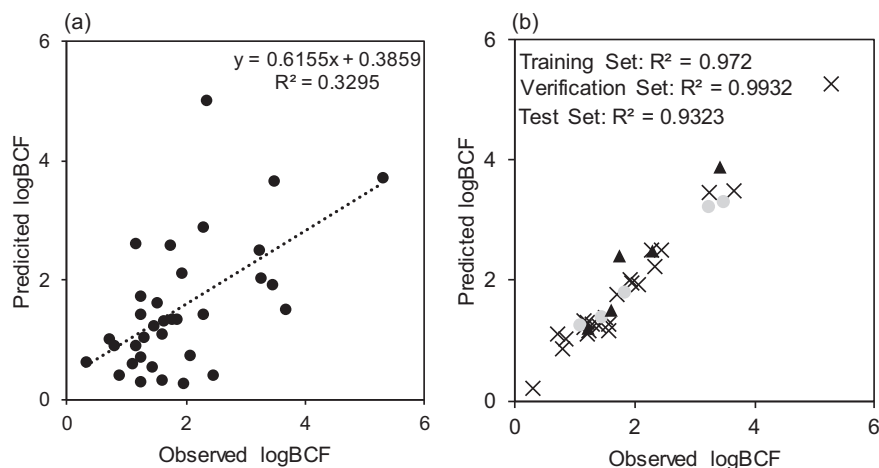 (a)
y = 0.6155x + 0.3859
R² = 0.3295
6
4
2
0
0 2 4 6
Predicited logBCF
Observed logBCF
(b)
Training Set: R² = 0.972
Verification Set: R² = 0.9932
Test Set: R² = 0.9323
6
4
2
0
0 2 4 6
Predicted logBCF
Observed logBCF